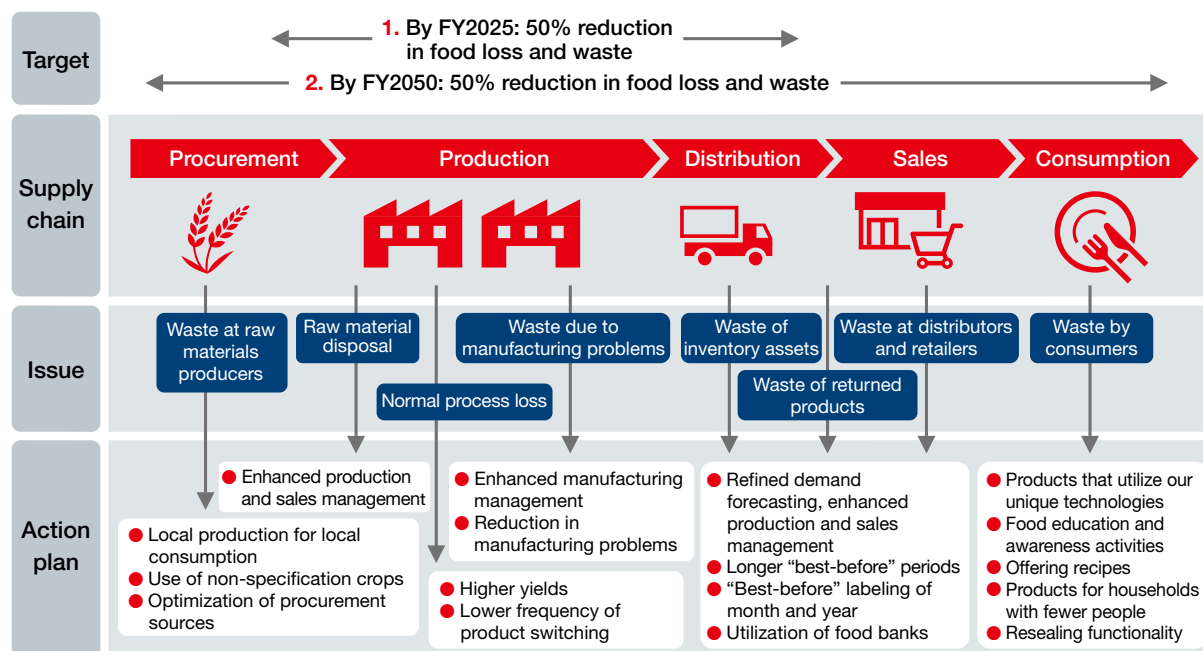 Target
1. By FY2025: 50% reduction
in food loss and waste
2. By FY2050: 50% reduction in food loss and waste
Supply
chain
Procurement
Production
Distribution
Sales
Consumption
Issue
Waste at raw
materials
producers
Raw material
disposal
Normal process loss
Waste due to
manufacturing problems
Waste of
inventory assets
Waste of returned
products
Waste at distributors
and retailers
Waste by
consumers
Action
plan
● Enhanced production
and sales management
● Local production for local
consumption
● Use of non-specification crops
● Optimization of procurement
sources
● Enhanced manufacturing
management
● Reduction in
manufacturing problems
● Higher yields
● Lower frequency of
product switching
● Refined demand
forecasting, enhanced
production and sales
management
● Longer “best-before” periods
● “Best-before” labeling of
month and year
● Utilization of food banks
● Products that utilize our
unique technologies
● Food education and
awareness activities
● Offering recipes
● Products for households
with fewer people
● Resealing functionality